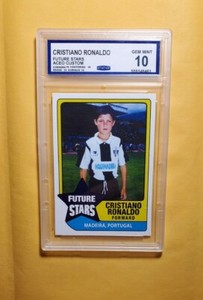 CRISTIANO RONALDO
FUTURE STARS
ACEO CUSTOM
GEM MINT
10
FUTURE
STARS
CRISTIANO
RONALDO
FORWARD
MADEIRA, PORTUGAL